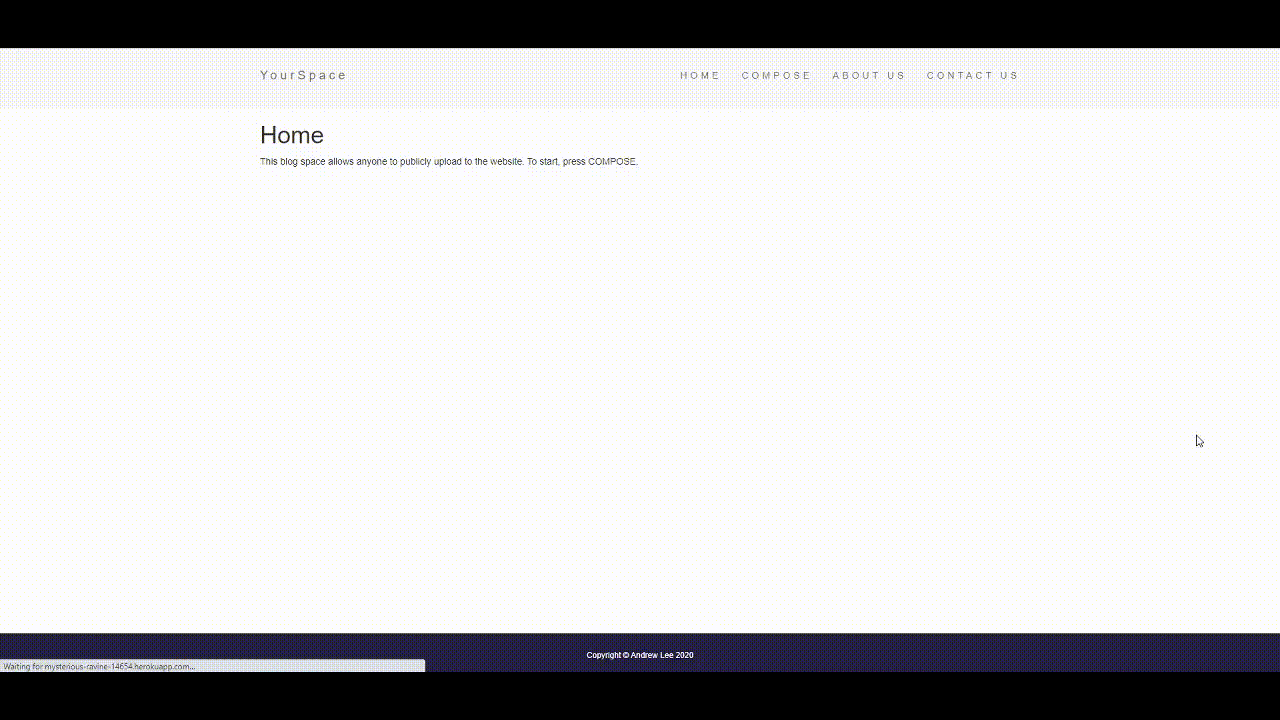 YourSpace
HOME COMPOSE ABOUT US CONTACT US
Home
This blog space allows anyone to publicly upload to the website. To start, press COMPOSE.
Copyright © Andrew Lee 2020
Waiting for mysterious-ravine-14654.herokuapp.com...